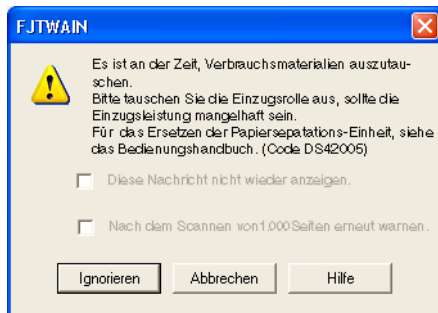 FJTWAIN
Es ist an der Zeit, Verbrauchsmaterialien auszutau-
schen.
Bitte tauschen Sie die Einzugsrolle aus, sollte die
Einzugsleistung mangelhaft sein.
Für das Ersetzen der Papiersepatations-Einheit, siehe
das Bedienungshandbuch. (Code DS42005)
Diese Nachricht nicht wieder anzeigen.
Nach dem Scannen von1.000Seiten erneut warnen.
Ignorieren Abbrechen Hilfe